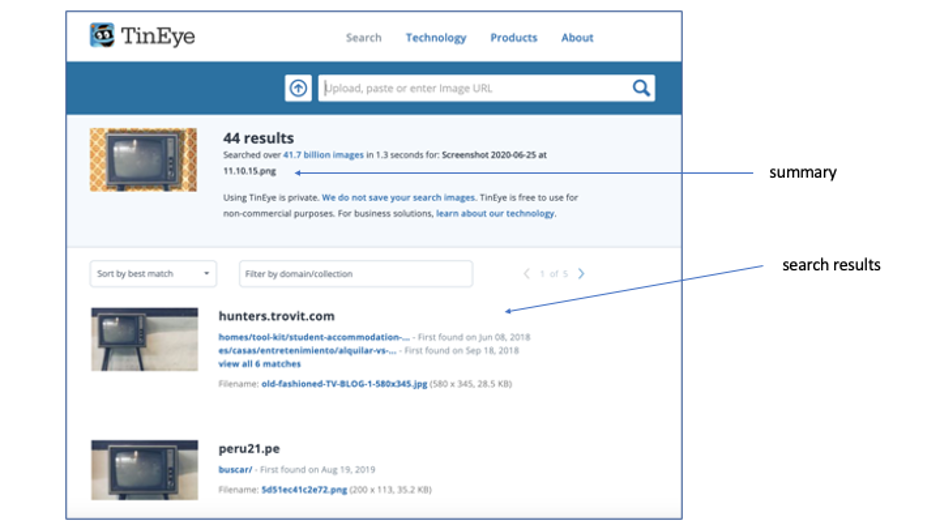 TinEye
Search Technology Products About
Upload, paste or enter Image URL
44 results
Searched over 41.7 billion images in 1.3 seconds for: Screenshot 2020-06-25 at
11.10.15.png
summary
Using TinEye is private. We do not save your search images. TinEye is free to use for
non-commercial purposes. For business solutions, learn about our technology.
search results
Sort by best match Filter by domain/collection 1 of 5
hunters.trovit.com
homes/tool-kit/student-accommodation-... - First found on Jun 08, 2018
es/casas/entretenimiento/alquilar-vs-... - First found on Sep 18, 2018
view all 6 matches
Filename: old-fashioned-TV-BLOG-1-580x345.jpg (580 x 345, 28.5 KB)
peru21.pe
buscar/ - First found on Aug 19, 2019
Filename: 5d51ec41c2e72.png (200 x 113, 35.2 KB)